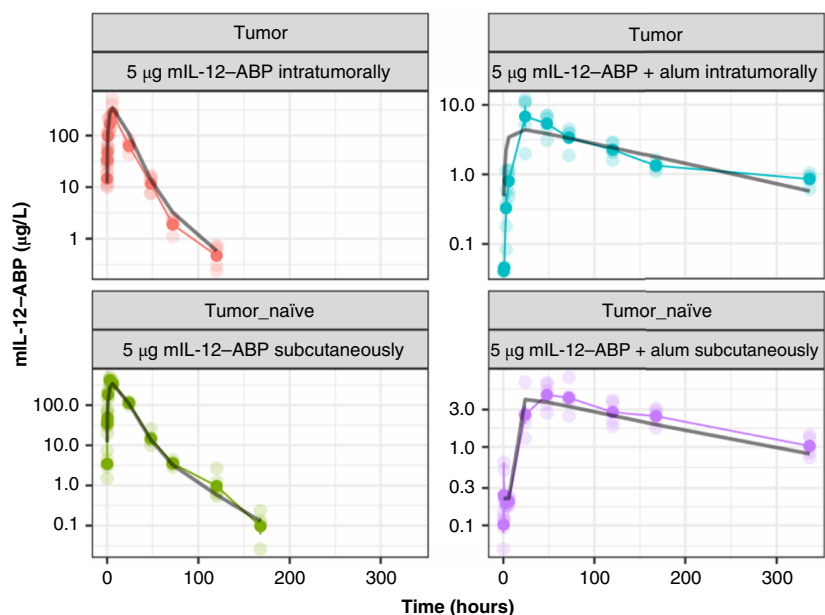 Tumor
5 μg mIL-12–ABP intratumorally
100
10
1
Tumor
5 μg mIL-12–ABP + alum intratumorally
10.0
1.0
0.1
mIL-12–ABP (μg/L)
Tumor_naïve
5 μg mIL-12–ABP subcutaneously
100.0
10.0
1.0
0.1
0 100 200 300
Tumor_naïve
5 μg mIL-12–ABP + alum subcutaneously
3.0
1.0
0.3
0.1
0 100 200 300
Time (hours)